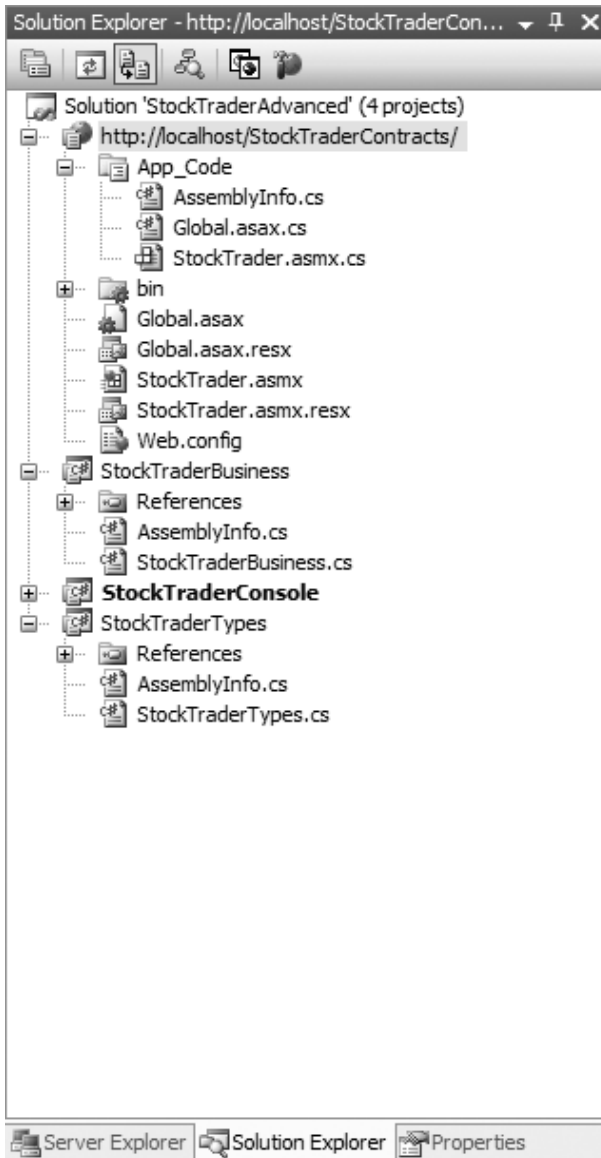 Solution Explorer - http://localhost/StockTraderCon...
Solution 'StockTraderAdvanced' (4 projects)
http://localhost/StockTraderContracts/
App_Code
AssemblyInfo.cs
Global.asax.cs
StockTrader.asmx.cs
bin
Global.asax
Global.asax.resx
StockTrader.asmx
StockTrader.asmx.resx
Web.config
StockTraderBusiness
References
AssemblyInfo.cs
StockTraderBusiness.cs
StockTraderConsole
StockTraderTypes
References
AssemblyInfo.cs
StockTraderTypes.cs
Server Explorer Solution Explorer Properties